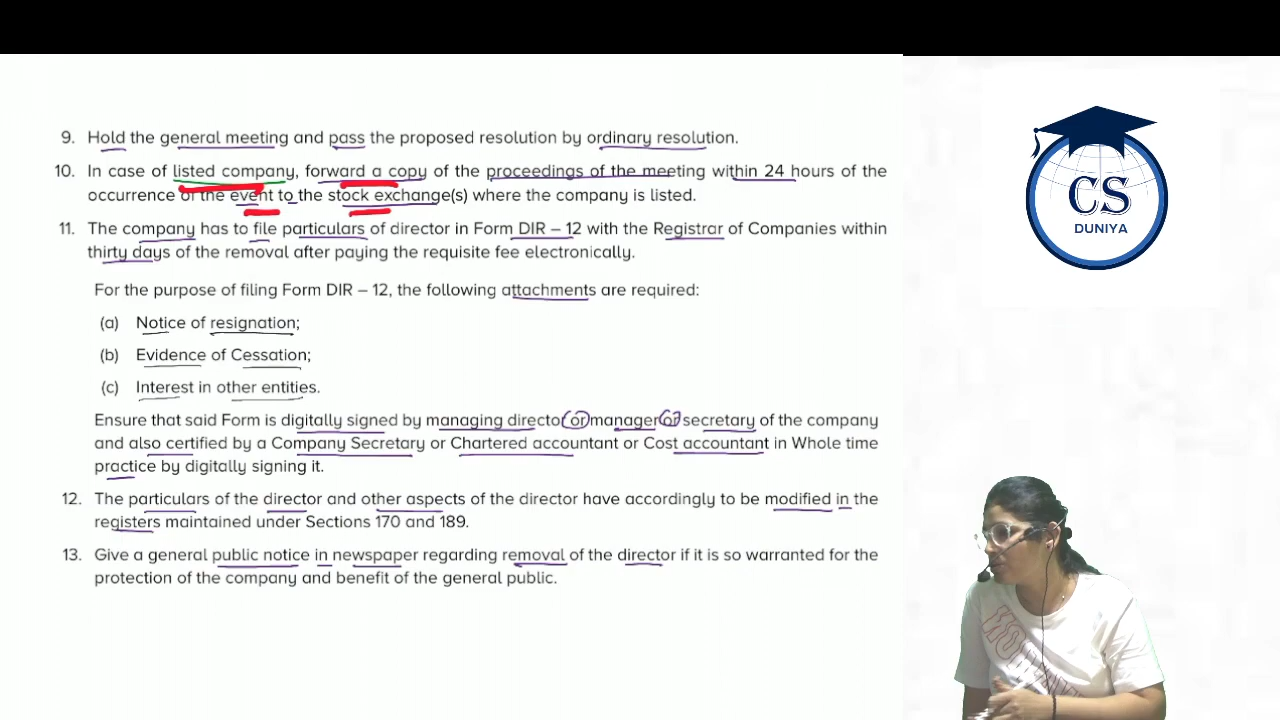 9. Hold the general meeting and pass the proposed resolution by ordinary resolution.
10. In case of listed company, forward a copy of the proceedings of the meeting within 24 hours of the
occurrence of the event to the stock exchange(s) where the company is listed.
11. The company has to file particulars of director in Form DIR – 12 with the Registrar of Companies within
thirty days of the removal after paying the requisite fee electronically.
For the purpose of filing Form DIR – 12, the following attachments are required:
(a) Notice of resignation;
(b) Evidence of Cessation;
(c) Interest in other entities.
Ensure that said Form is digitally signed by managing director or manager or secretary of the company
and also certified by a Company Secretary or Chartered accountant or Cost accountant in Whole time
practice by digitally signing it.
12. The particulars of the director and other aspects of the director have accordingly to be modified in the
registers maintained under Sections 170 and 189.
13. Give a general public notice in newspaper regarding removal of the director if it is so warranted for the
protection of the company and benefit of the general public.
CS
DUNIYA